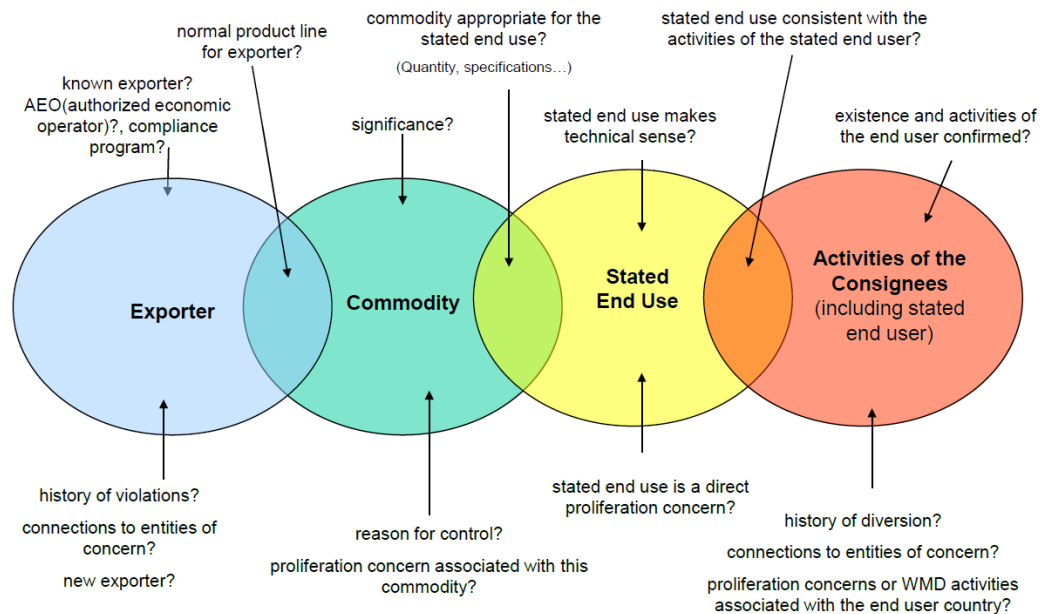 normal product line
for exporter?
commodity appropriate for the
stated end use?
(Quantity, specifications…)
stated end use consistent with the
activities of the stated end user?
known exporter?
AEO(authorized economic
operator)?, compliance
program?
significance?
stated end use makes
technical sense?
existence and activities of
the end user confirmed?
Exporter
Commodity
Stated
End Use
Activities of the
Consignees
(including stated
end user)
history of violations?
connections to entities of
concern?
new exporter?
reason for control?
proliferation concern associated with this
commodity?
stated end use is a direct
proliferation concern?
history of diversion?
connections to entities of concern?
proliferation concerns or WMD activities
associated with the end user country?